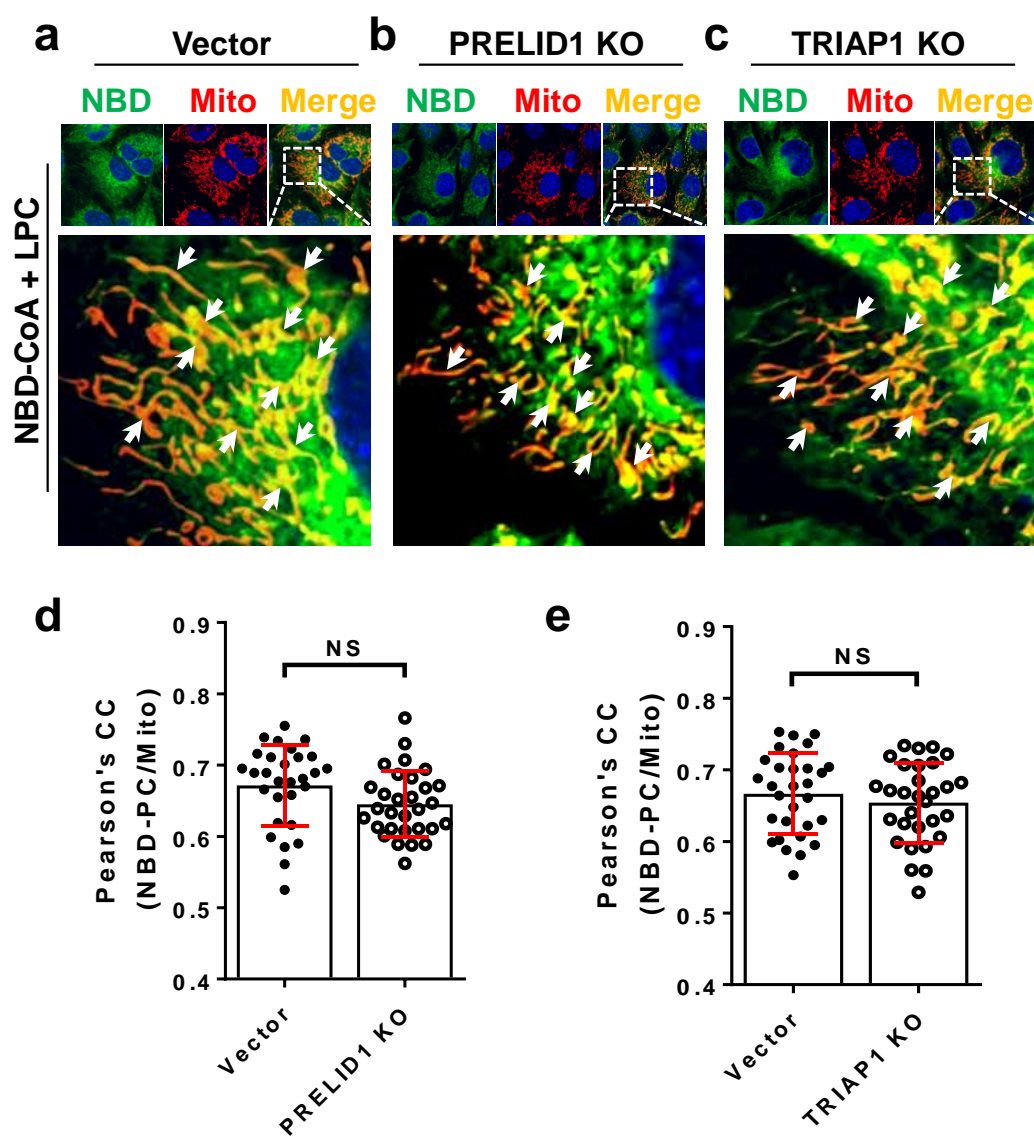 a
Vector
b
PRELID1 KO
c
TRIAP1 KO
NBD Mito Merge
NBD Mito Merge
NBD Mito Merge
NBD-CoA + LPC
d
0.9
0.8
0.7
0.6
0.5
0.4
Pearson's CC
(NBD-PC/Mito)
NS
Vector
PRELID1 KO
e
0.9
0.8
0.7
0.6
0.5
0.4
Pearson's CC
(NBD-PC/Mito)
NS
Vector
TRIAP1 KO